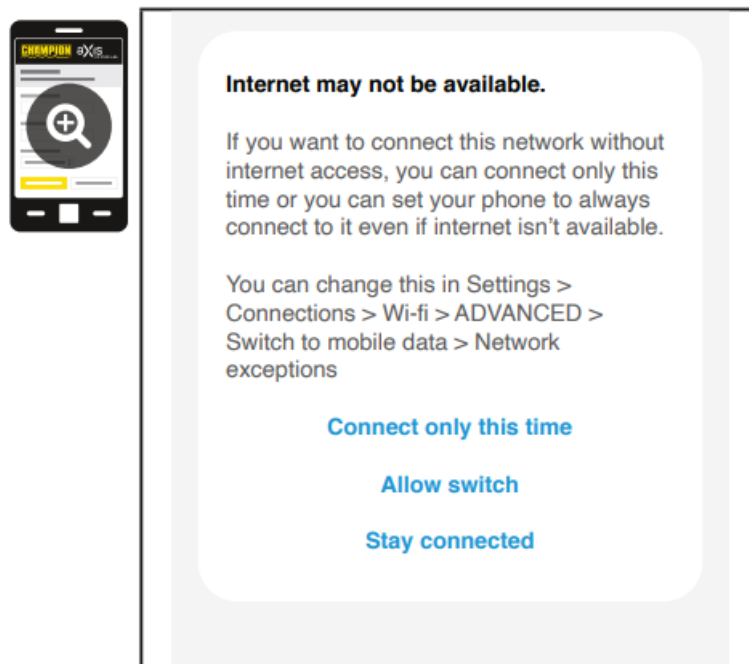 CHAMPION aXis
Internet may not be available.
If you want to connect this network without
internet access, you can connect only this
time or you can set your phone to always
connect to it even if internet isn’t available.
You can change this in Settings >
Connections > Wi-fi > ADVANCED >
Switch to mobile data > Network
exceptions
Connect only this time
Allow switch
Stay connected